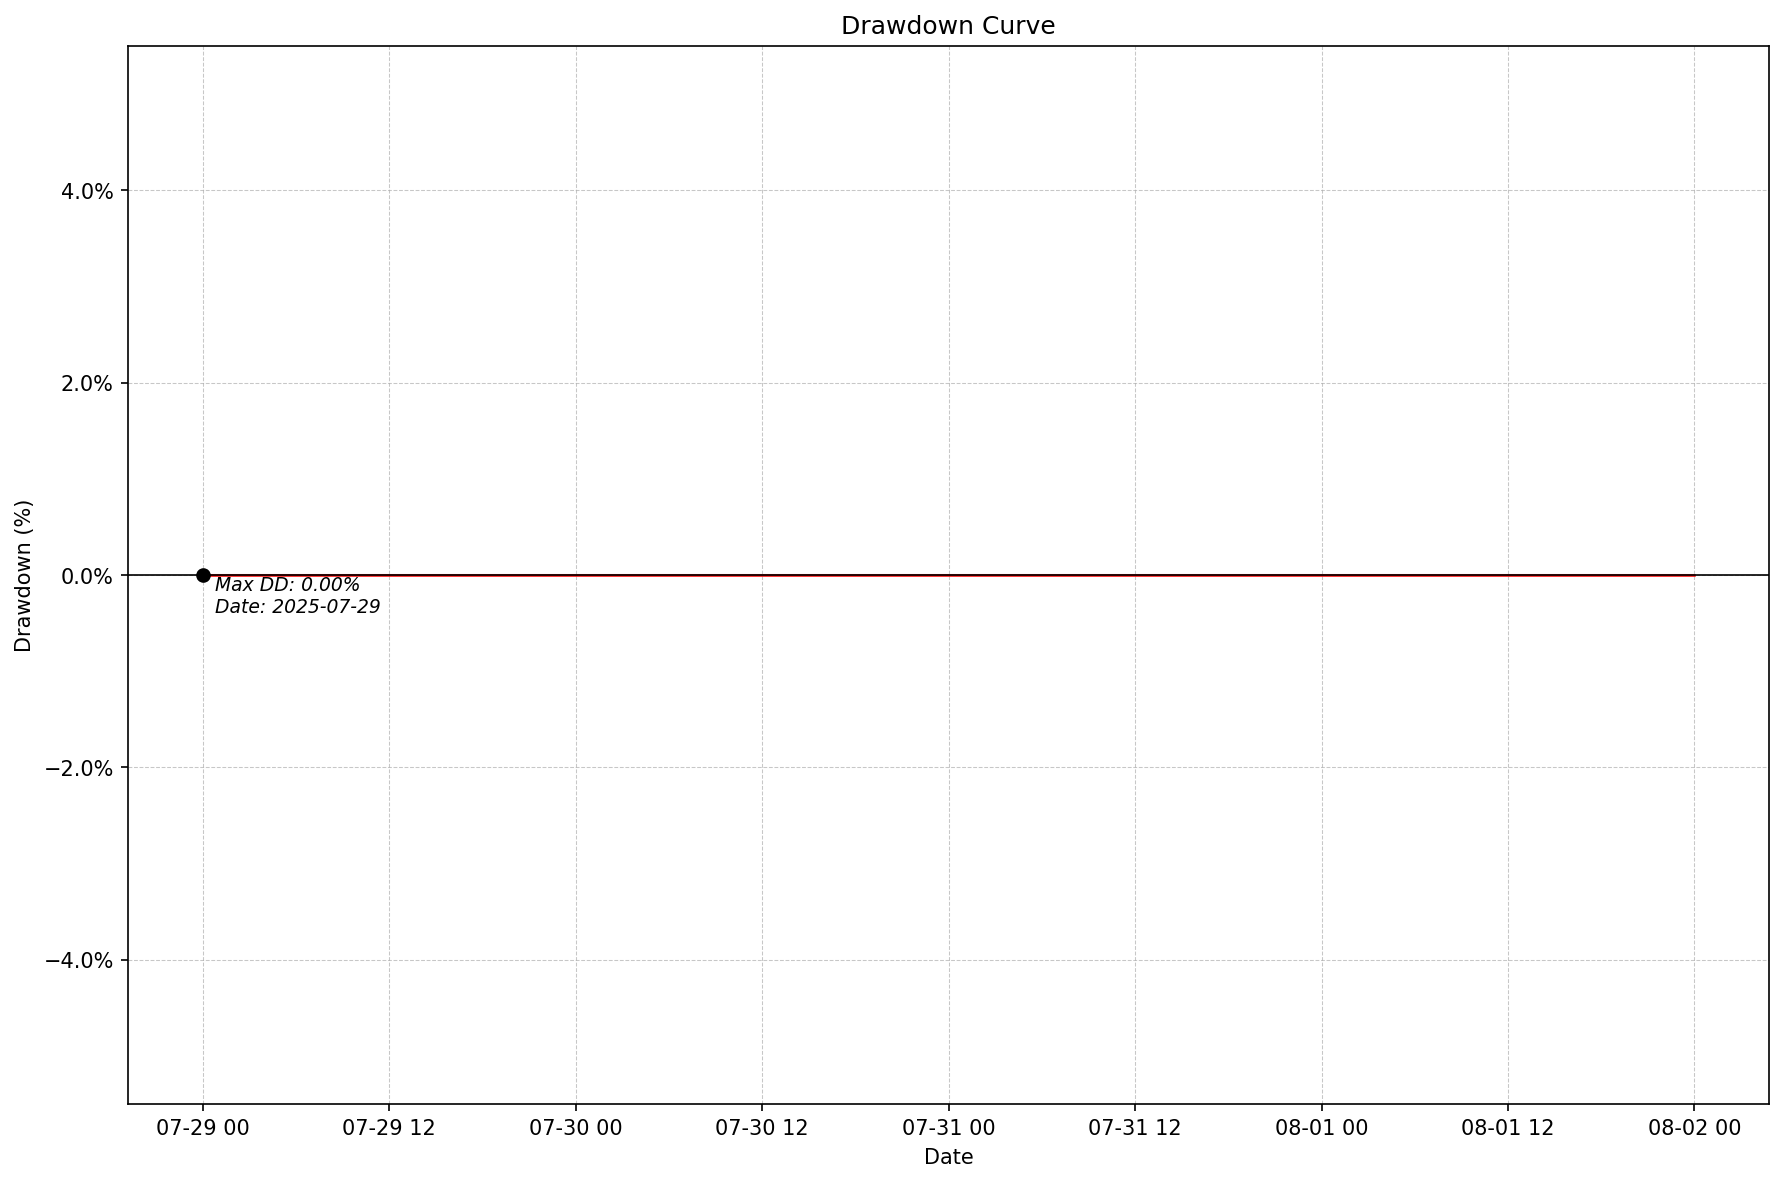 Drawdown Curve
4.0%
2.0%
0.0%
−2.0%
−4.0%
Drawdown (%)
Max DD: 0.00%
Date: 2025-07-29
07-29 00
07-29 12
07-30 00
07-30 12
07-31 00
07-31 12
08-01 00
08-01 12
08-02 00
Date